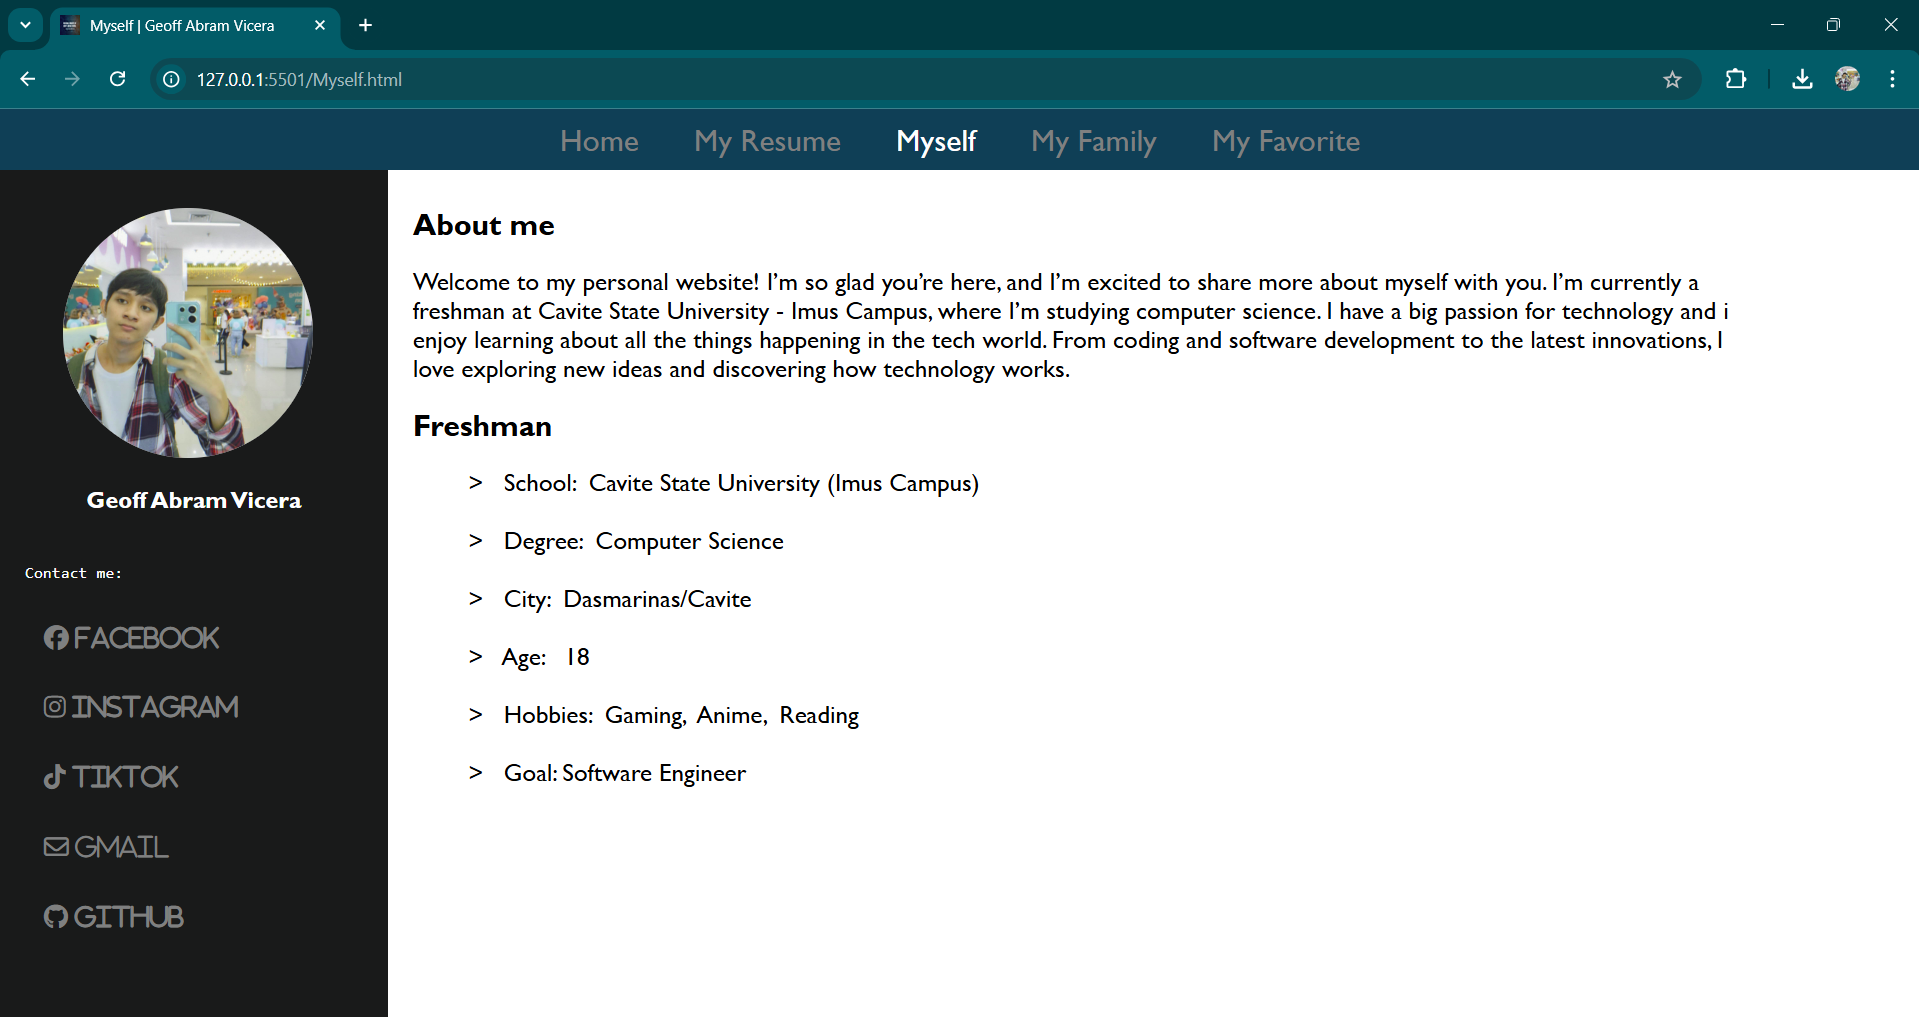 Myself | Geoff Abram Vicera
127.0.0.1:5501/Myself.html
Home My Resume Myself My Family My Favorite
Geoff Abram Vicera
Contact me:
FACEBOOK
INSTAGRAM
TIKTOK
GMAIL
GITHUB
About me
Welcome to my personal website! I’m so glad you’re here, and I’m excited to share more about myself with you. I’m currently a
freshman at Cavite State University - Imus Campus, where I’m studying computer science. I have a big passion for technology and i
enjoy learning about all the things happening in the tech world. From coding and software development to the latest innovations, I
love exploring new ideas and discovering how technology works.
Freshman
> School: Cavite State University (Imus Campus)
> Degree: Computer Science
> City: Dasmarinas/Cavite
> Age: 18
> Hobbies: Gaming, Anime, Reading
> Goal: Software Engineer